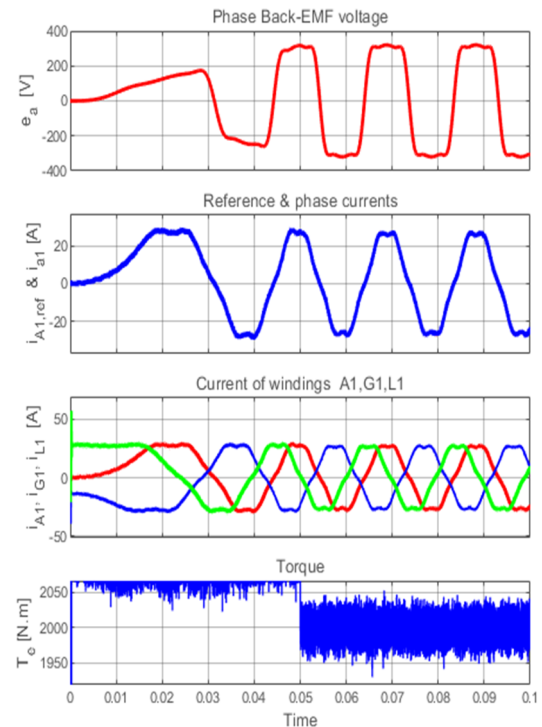 Phase Back-EMF voltage
e_a [V]
400
200
0
-200
-400
Reference & phase currents
i_A1,ref & i_a1 [A]
20
0
-20
Current of windings A1,G1,L1
i_A1, i_G1, i_L1 [A]
50
0
-50
Torque
T_e [N.m]
2050
2000
1950
0 0.01 0.02 0.03 0.04 0.05 0.06 0.07 0.08 0.09 0.1
Time